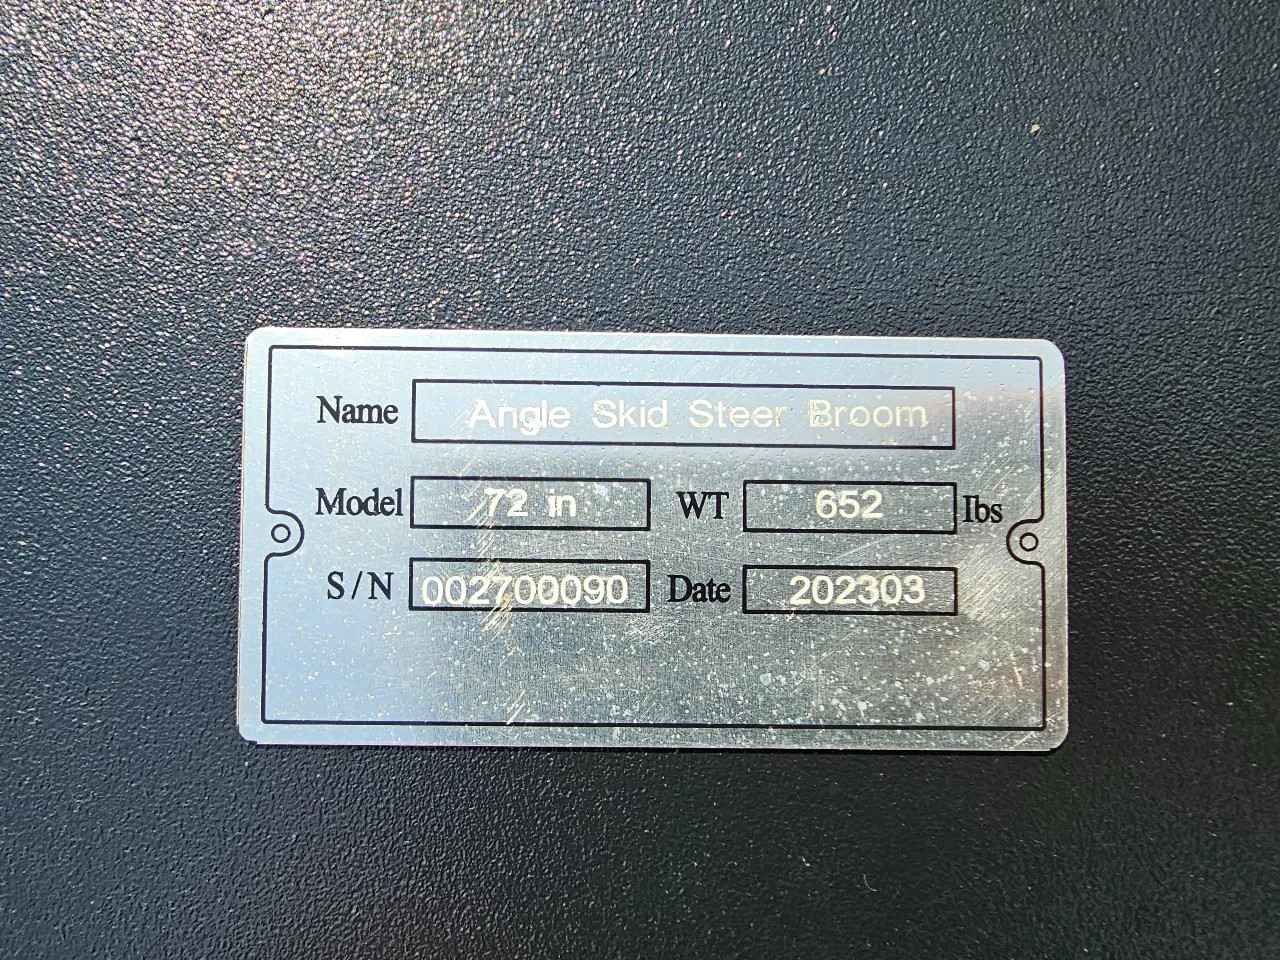 Name Angle Skid Steer Broom
Model 72 in WT 652 lbs
S/N 002700090 Date 202303